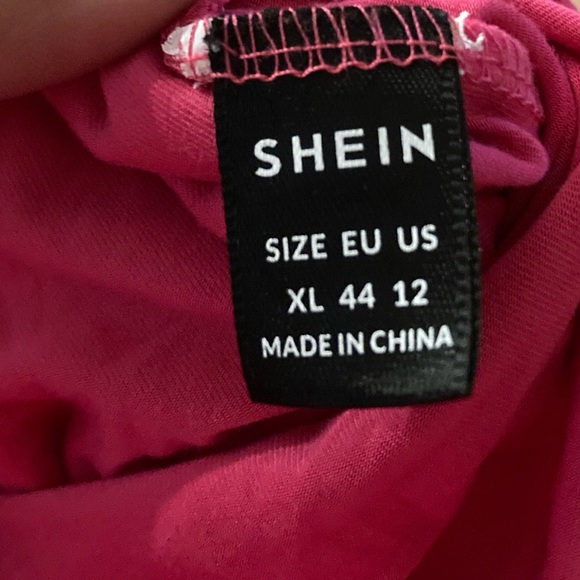 SHEIN
SIZE EU US
XL 44 12
MADE IN CHINA